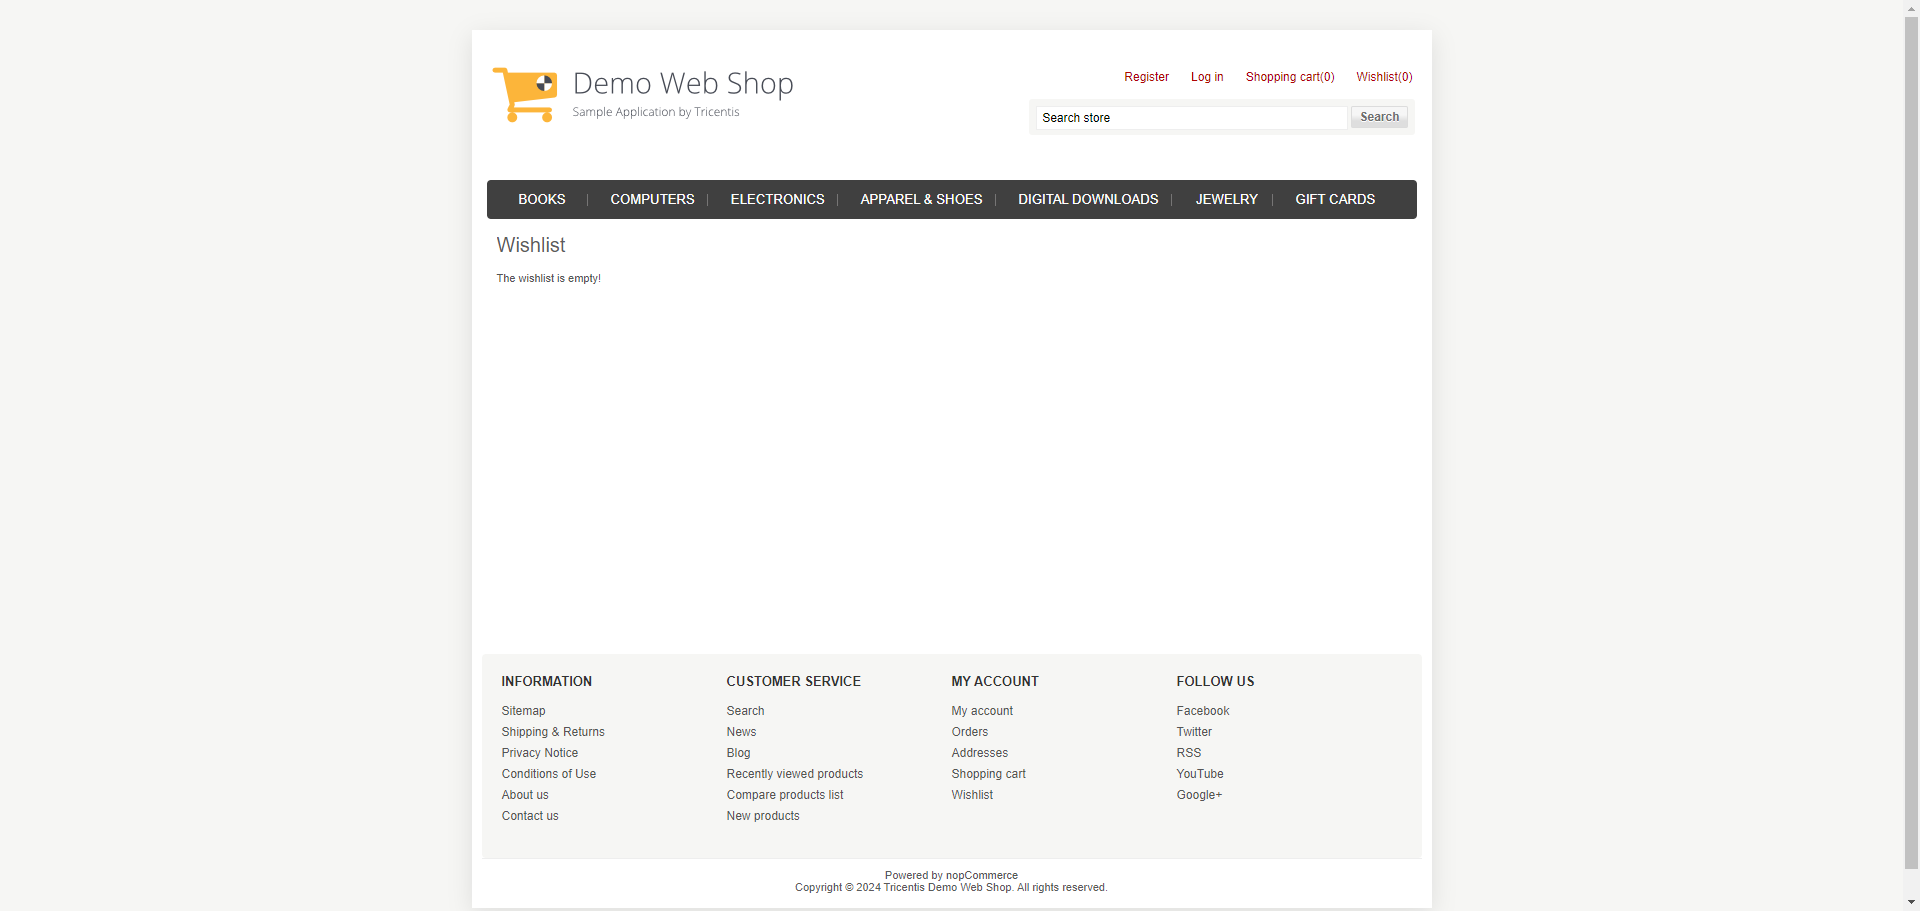 Demo Web Shop
Sample Application by Tricentis
Register Log in Shopping cart(0) Wishlist(0)
Search store Search
BOOKS COMPUTERS ELECTRONICS APPAREL & SHOES DIGITAL DOWNLOADS JEWELRY GIFT CARDS
Wishlist
The wishlist is empty!
INFORMATION
Sitemap
Shipping & Returns
Privacy Notice
Conditions of Use
About us
Contact us
CUSTOMER SERVICE
Search
News
Blog
Recently viewed products
Compare products list
New products
MY ACCOUNT
My account
Orders
Addresses
Shopping cart
Wishlist
FOLLOW US
Facebook
Twitter
RSS
YouTube
Google+
Powered by nopCommerce
Copyright © 2024 Tricentis Demo Web Shop. All rights reserved.